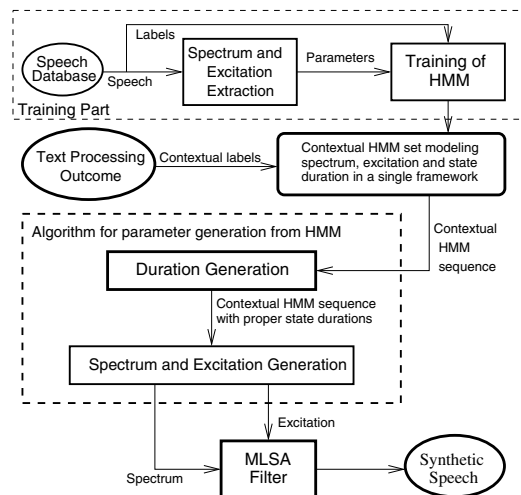 Labels
Speech
Database
Speech
Spectrum and
Excitation
Extraction
Parameters
Training of
HMM
Training Part
Text Processing
Outcome
Contextual labels
Contextual HMM set modeling
spectrum, excitation and state
duration in a single framework
Algorithm for parameter generation from HMM
Contextual
HMM
sequence
Duration Generation
Contextual HMM sequence
with proper state durations
Spectrum and Excitation Generation
Excitation
Spectrum
MLSA
Filter
Synthetic
Speech